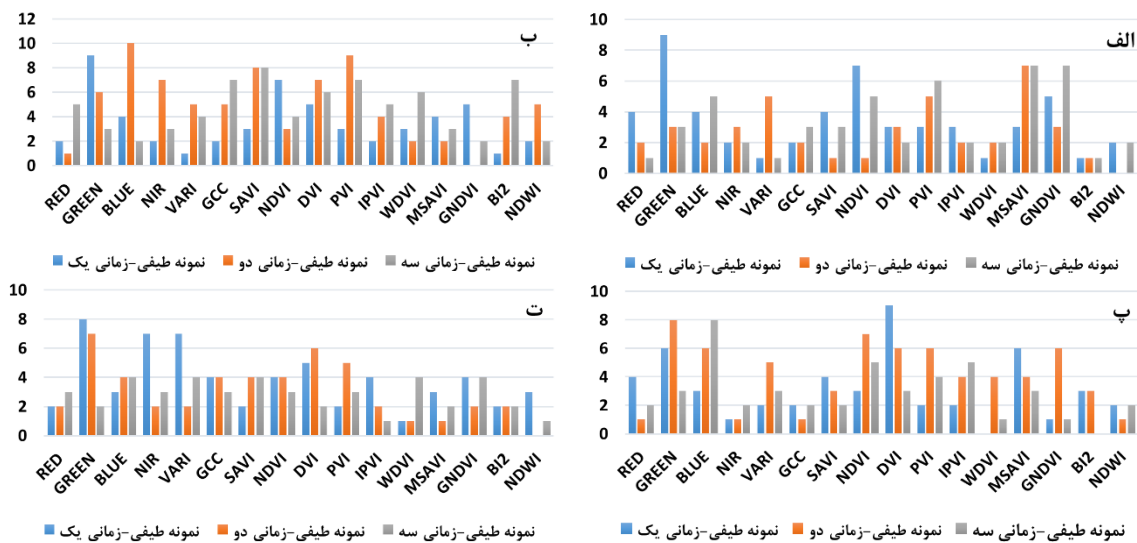 الف
10
8
6
4
2
0
RED GREEN BLUE NIR VARI GCC SAVI NDVI DVI PVI IPVI WDVI MSAVI GNDVI BI2 NDWI
نمونه طیفی-زمانی یک نمونه طیفی-زمانی دو نمونه طیفی-زمانی سه
ب
12
10
8
6
4
2
0
RED GREEN BLUE NIR VARI GCC SAVI NDVI DVI PVI IPVI WDVI MSAVI GNDVI BI2 NDWI
نمونه طیفی-زمانی یک نمونه طیفی-زمانی دو نمونه طیفی-زمانی سه
پ
10
8
6
4
2
0
RED GREEN BLUE NIR VARI GCC SAVI NDVI DVI PVI IPVI WDVI MSAVI GNDVI BI2 NDWI
نمونه طیفی-زمانی یک نمونه طیفی-زمانی دو نمونه طیفی-زمانی سه
ت
10
8
6
4
2
0
RED GREEN BLUE NIR VARI GCC SAVI NDVI DVI PVI IPVI WDVI MSAVI GNDVI BI2 NDWI
نمونه طیفی-زمانی یک نمونه طیفی-زمانی دو نمونه طیفی-زمانی سه